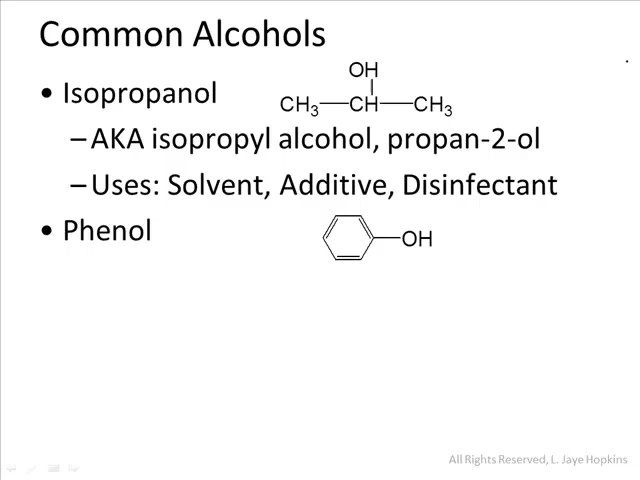 Common Alcohols
• Isopropanol
OH
CH3 CH CH3
–AKA isopropyl alcohol, propan-2-ol
–Uses: Solvent, Additive, Disinfectant
• Phenol
OH
All Rights Reserved, L. Jaye Hopkins